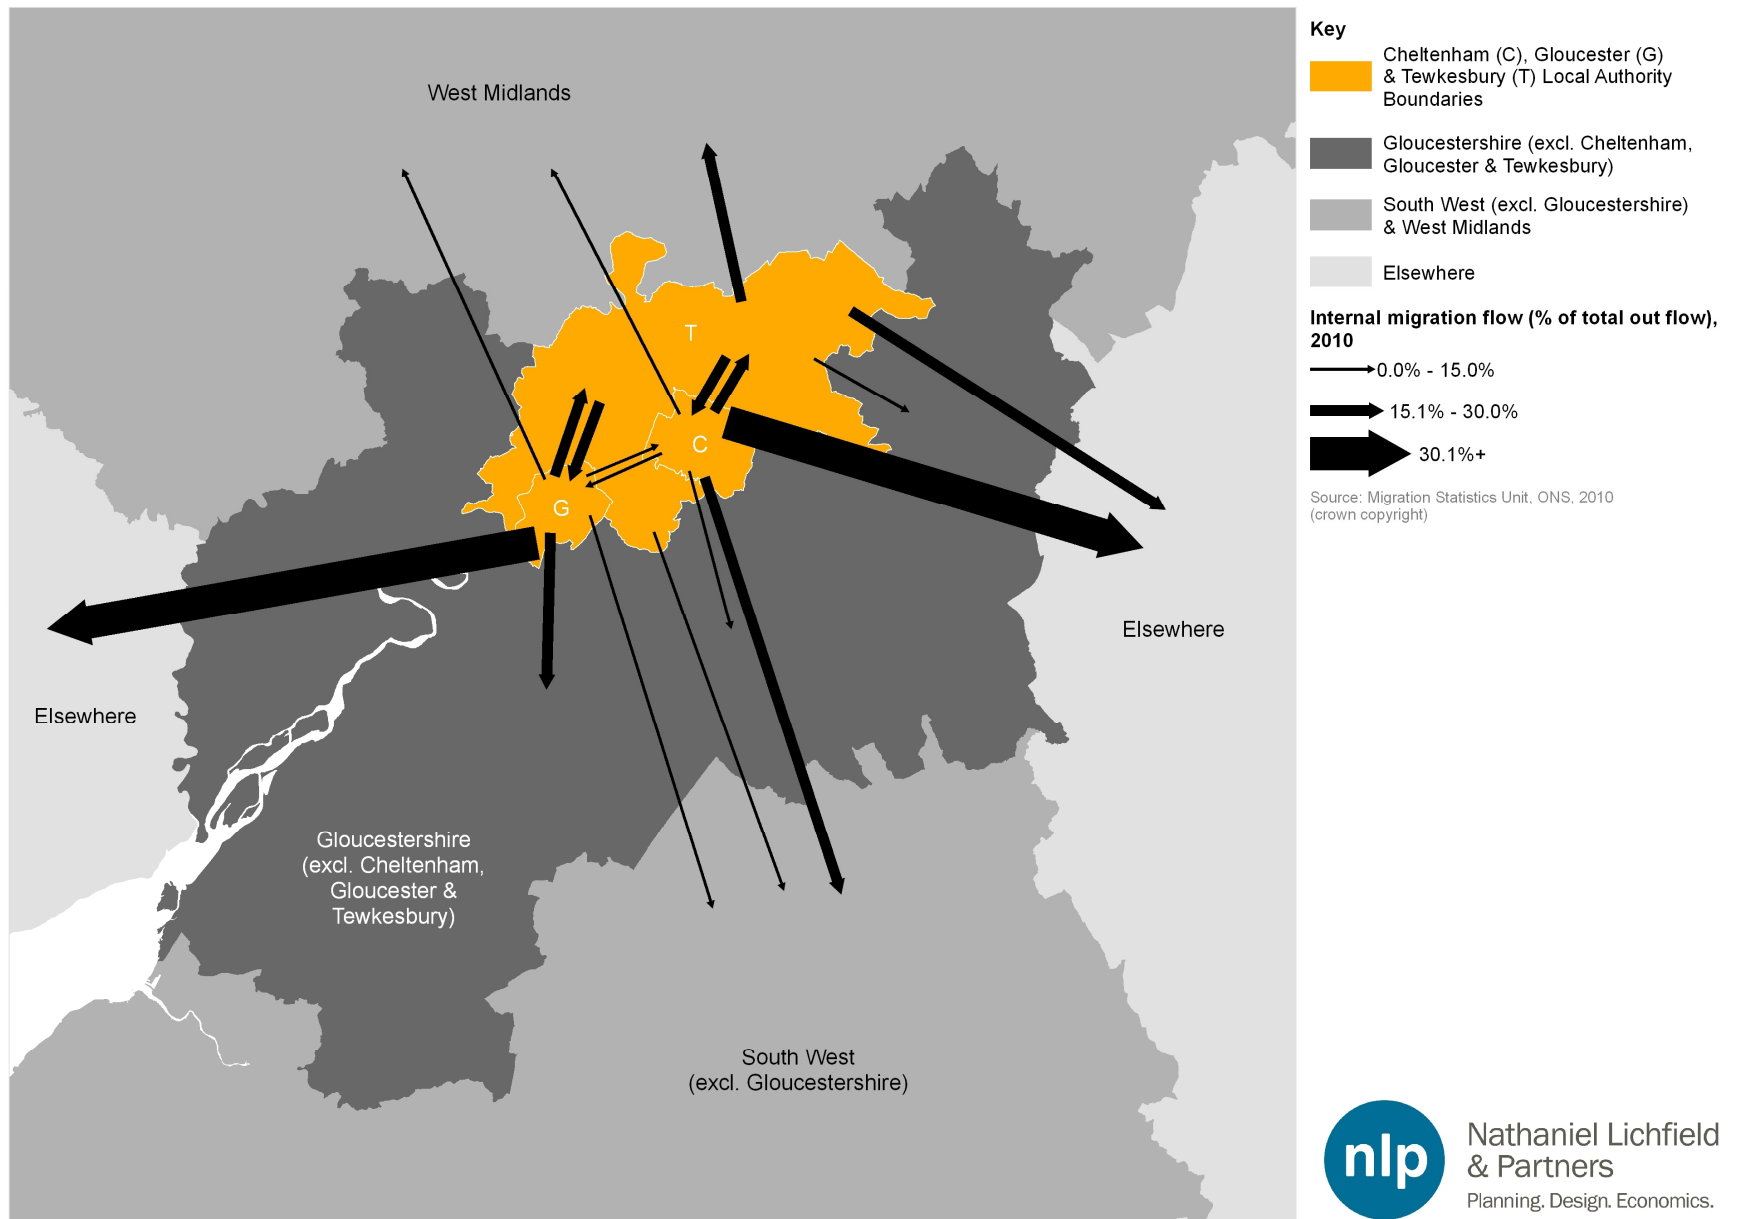 West Midlands
T
C
G
Elsewhere
Elsewhere
Gloucestershire
(excl. Cheltenham,
Gloucester &
Tewkesbury)
South West
(excl. Gloucestershire)
Key
Cheltenham (C), Gloucester (G)
& Tewkesbury (T) Local Authority
Boundaries
Gloucestershire (excl. Cheltenham,
Gloucester & Tewkesbury)
South West (excl. Gloucestershire)
& West Midlands
Elsewhere
Internal migration flow (% of total out flow),
2010
0.0% - 15.0%
15.1% - 30.0%
30.1%+
Source: Migration Statistics Unit, ONS, 2010
(crown copyright)
nlp
Nathaniel Lichfield
& Partners
Planning. Design. Economics.